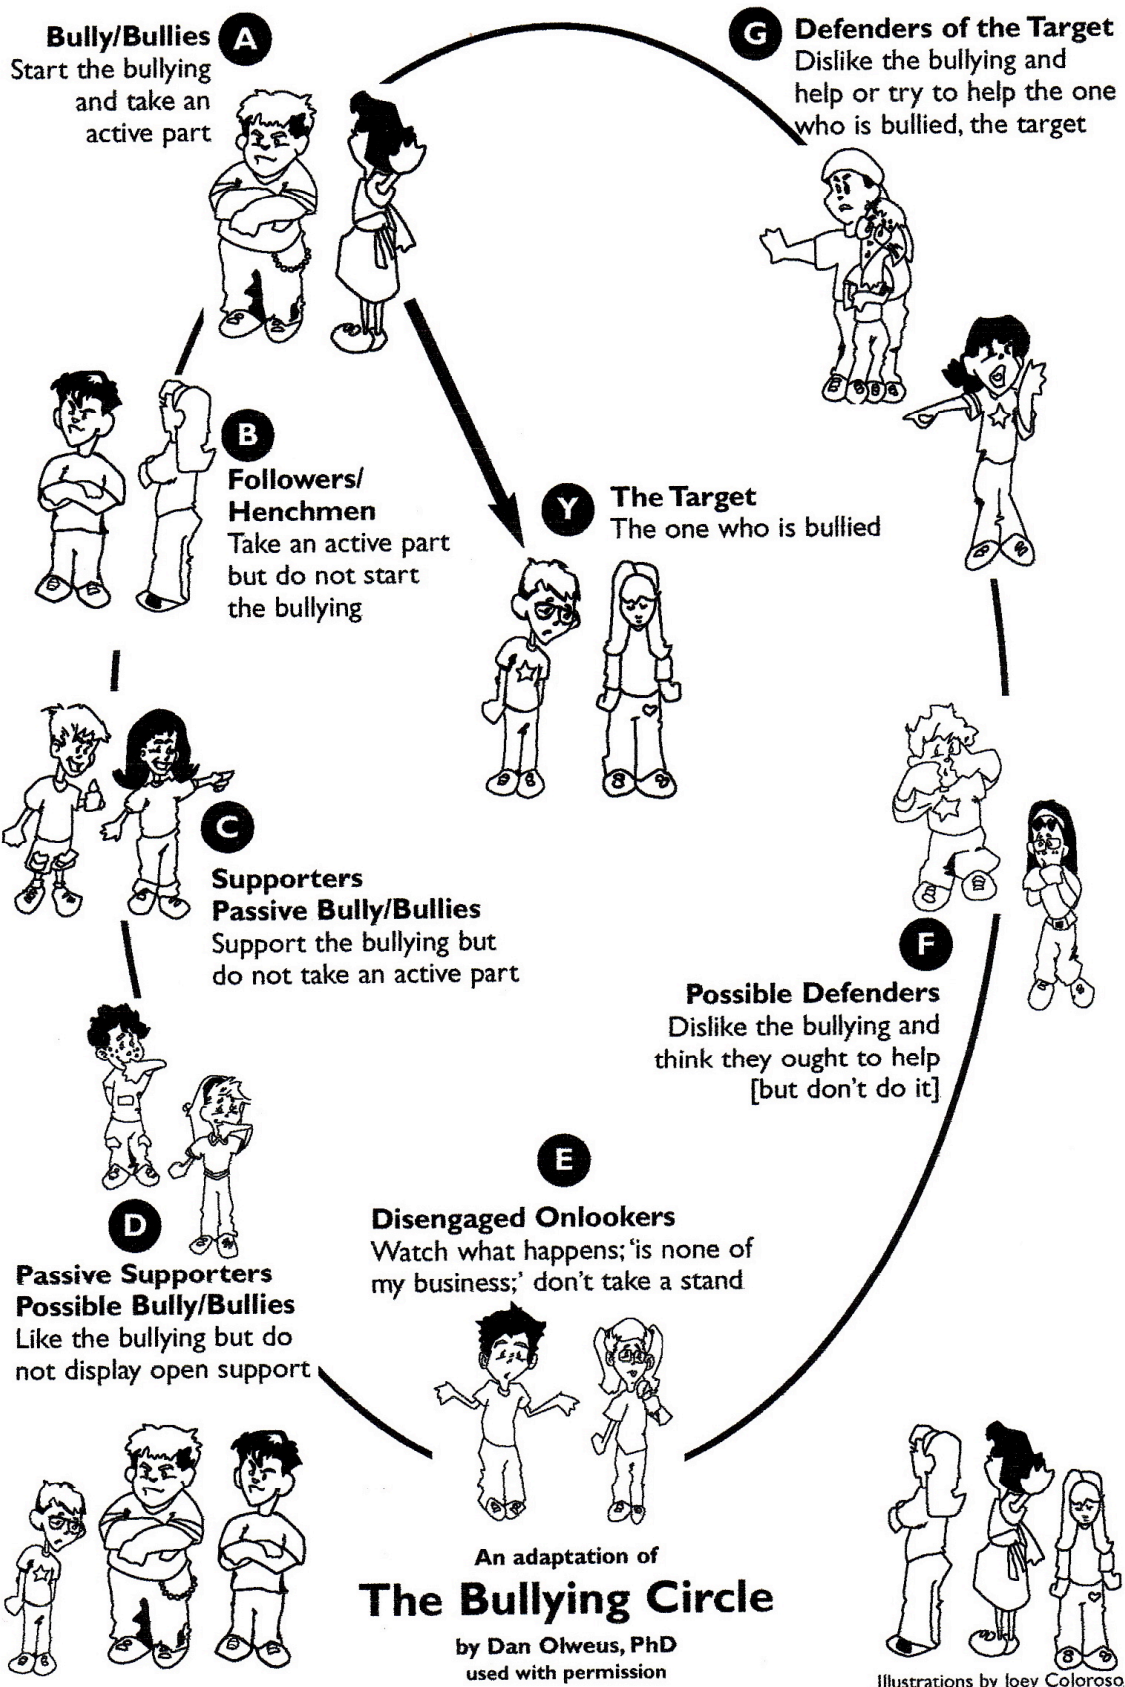 A
Bully/Bullies
Start the bullying
and take an
active part
G
Defenders of the Target
Dislike the bullying and
help or try to help the one
who is bullied, the target
B
Followers/
Henchmen
Take an active part
but do not start
the bullying
Y
The Target
The one who is bullied
C
Supporters
Passive Bully/Bullies
Support the bullying but
do not take an active part
F
Possible Defenders
Dislike the bullying and
think they ought to help
[but don't do it]
D
Passive Supporters
Possible Bully/Bullies
Like the bullying but do
not display open support
E
Disengaged Onlookers
Watch what happens; 'is none of
my business;' don't take a stand
An adaptation of
The Bullying Circle
by Dan Olweus, PhD
used with permission
Illustrations by Joey Coloroso